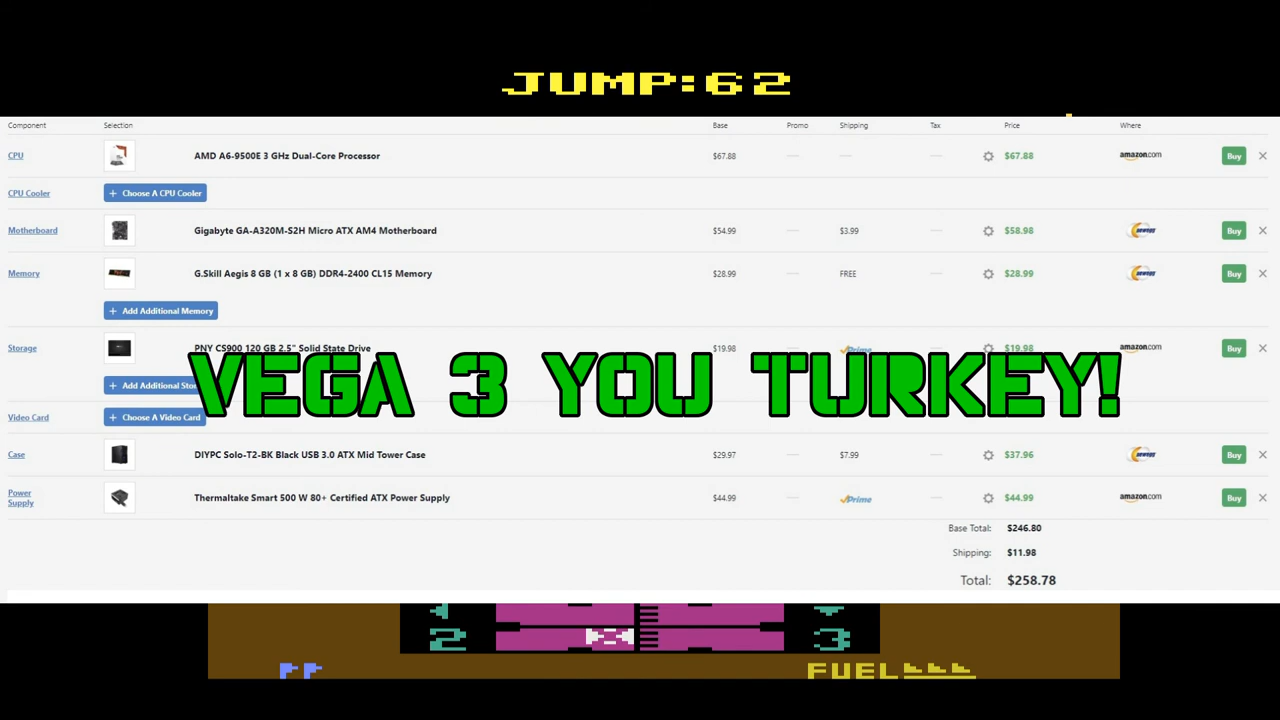 JUMP:62
Component Selection Base Promo Shipping Tax Price Where
CPU AMD A6-9500E 3 GHz Dual-Core Processor $67.88 — — — $67.88 amazon.com Buy
CPU Cooler + Choose A CPU Cooler
Motherboard Gigabyte GA-A320M-S2H Micro ATX AM4 Motherboard $54.99 — $3.99 — $58.98 Buy
Memory G.Skill Aegis 8 GB (1 x 8 GB) DDR4-2400 CL15 Memory $28.99 — FREE — $28.99 Buy
+ Add Additional Memory
Storage PNY CS900 120 GB 2.5" Solid State Drive $19.98 Prime $19.98 amazon.com Buy
+ Add Additional
VEGA 3 YOU TURKEY!
Video Card + Choose A Video Card
Case DIYPC Solo-T2-BK Black USB 3.0 ATX Mid Tower Case $29.97 — $7.99 — $37.96 Buy
Power Supply Thermaltake Smart 500 W 80+ Certified ATX Power Supply $44.99 — Prime — $44.99 amazon.com Buy
Base Total: $246.80
Shipping: $11.98
Total: $258.78
2 3
FUEL